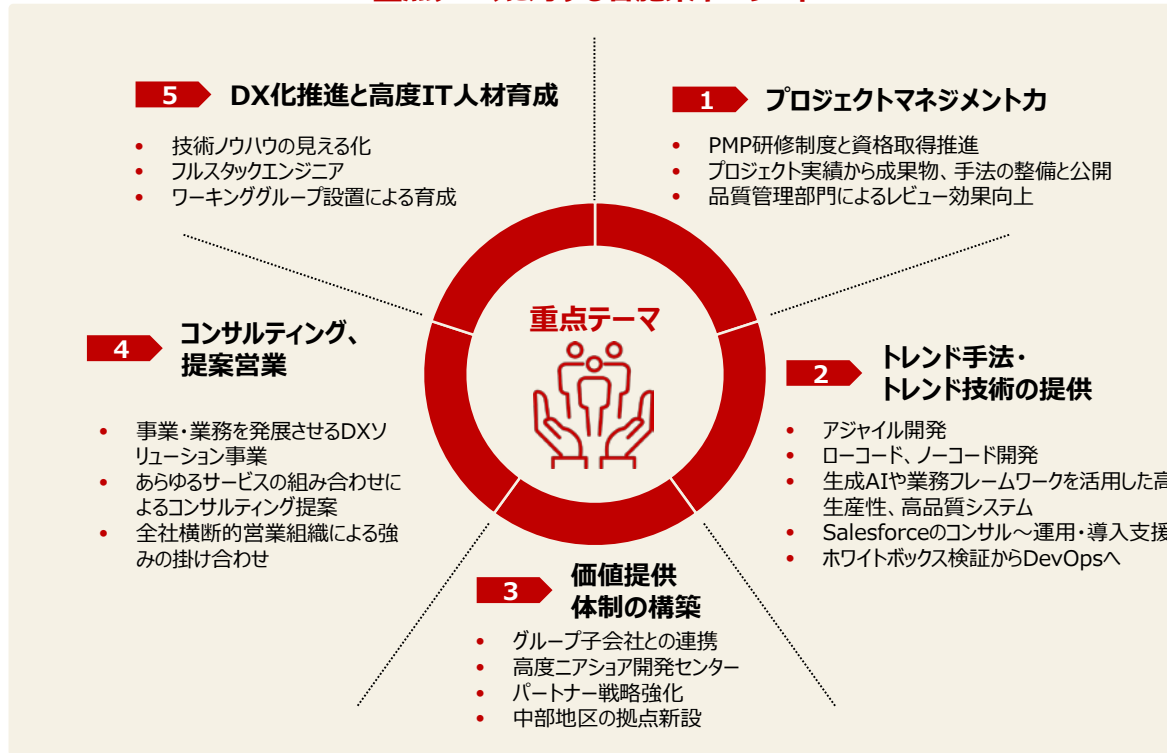 5 DX化推進と高度IT人材育成
• 技術ノウハウの見える化
• フルスタックエンジニア
• ワーキンググループ設置による育成
1 プロジェクトマネジメント力
• PMP研修制度と資格取得推進
• プロジェクト実績から成果物、手法の整備と公開
• 品質管理部門によるレビュー効果向上
重点テーマ
4 コンサルティング、
提案営業
• 事業・業務を発展させるDXソ
リューション事業
• あらゆるサービスの組み合わせに
よるコンサルティング提案
• 全社横断的営業組織による強
みの掛け合わせ
2 トレンド手法・
トレンド技術の提供
• アジャイル開発
• ローコード、ノーコード開発
• 生成AIや業務フレームワークを活用した高
生産性、高品質システム
• Salesforceのコンサル～運用・導入支援
• ホワイトボックス検証からDevOpsへ
3 価値提供
体制の構築
• グループ子会社との連携
• 高度ニアショア開発センター
• パートナー戦略強化
• 中部地区の拠点新設